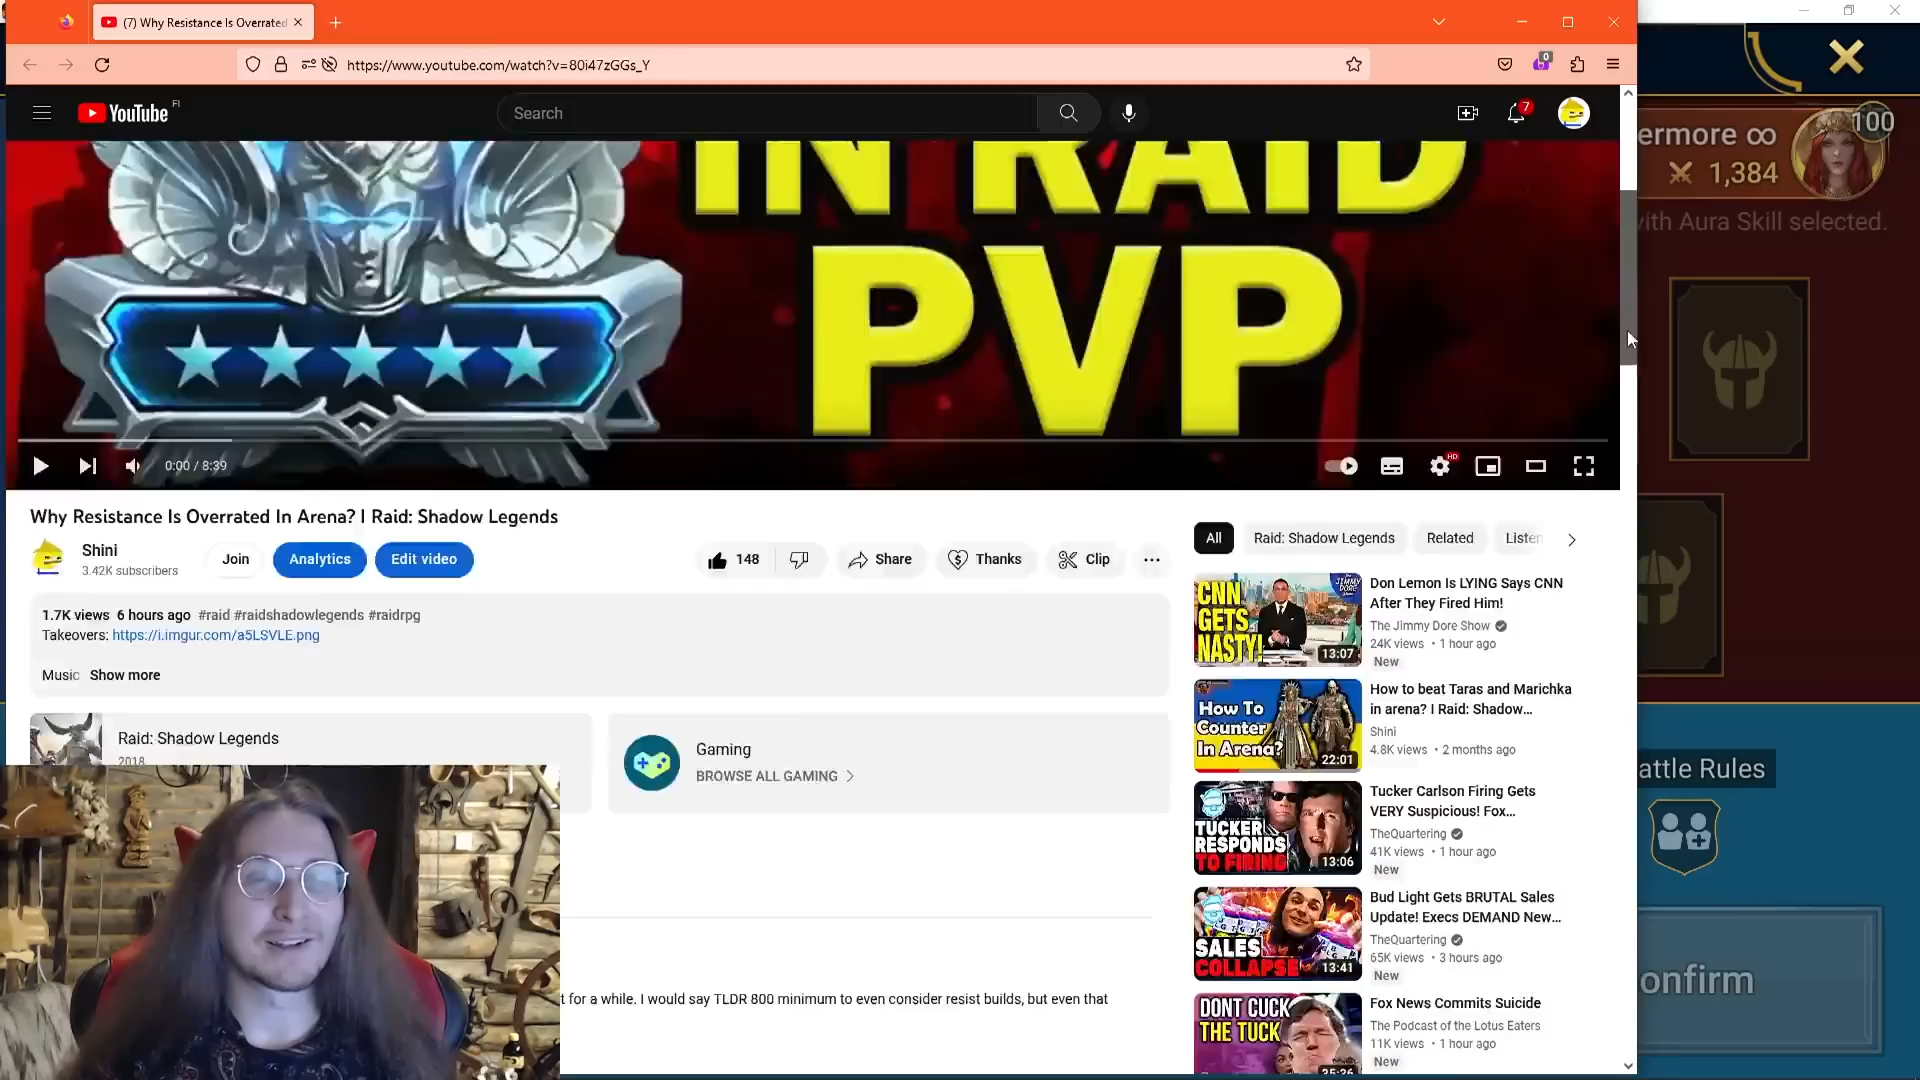 (7) Why Resistance Is Overrated
https://www.youtube.com/watch?v=80i47zGGs_Y
0
YouTube FI
Search
7
IN RAID
PVP
0:00 / 8:39
HD
Why Resistance Is Overrated In Arena? I Raid: Shadow Legends
Shini
3.42K subscribers
Join
Analytics
Edit video
148
Share
Thanks
Clip
1.7K views 6 hours ago #raid #raidshadowlegends #raidrpg
Takeovers: https://i.imgur.com/a5LSVLE.png
Music Show more
Raid: Shadow Legends
2018
Gaming
BROWSE ALL GAMING
t for a while. I would say TLDR 800 minimum to even consider resist builds, but even that
All
Raid: Shadow Legends
Related
Listen
CNN
GETS
NASTY!
THE
JIMMY
DORE
13:07
Don Lemon Is LYING Says CNN
After They Fired Him!
The Jimmy Dore Show
24K views • 1 hour ago
New
How To
Counter
In Arena?
22:01
How to beat Taras and Marichka
in arena? I Raid: Shadow...
Shini
4.8K views • 2 months ago
TUCKER
RESPONDS
TO FIRING
13:06
Tucker Carlson Firing Gets
VERY Suspicious! Fox...
TheQuartering
41K views • 1 hour ago
New
SALES
COLLAPSE
13:41
Bud Light Gets BRUTAL Sales
Update! Execs DEMAND New...
TheQuartering
65K views • 3 hours ago
New
DONT CUCK
THE TUCK
25:26
Fox News Commits Suicide
The Podcast of the Lotus Eaters
11K views • 1 hour ago
New
ermore ∞
100
1,384
with Aura Skill selected.
attle Rules
onfirm